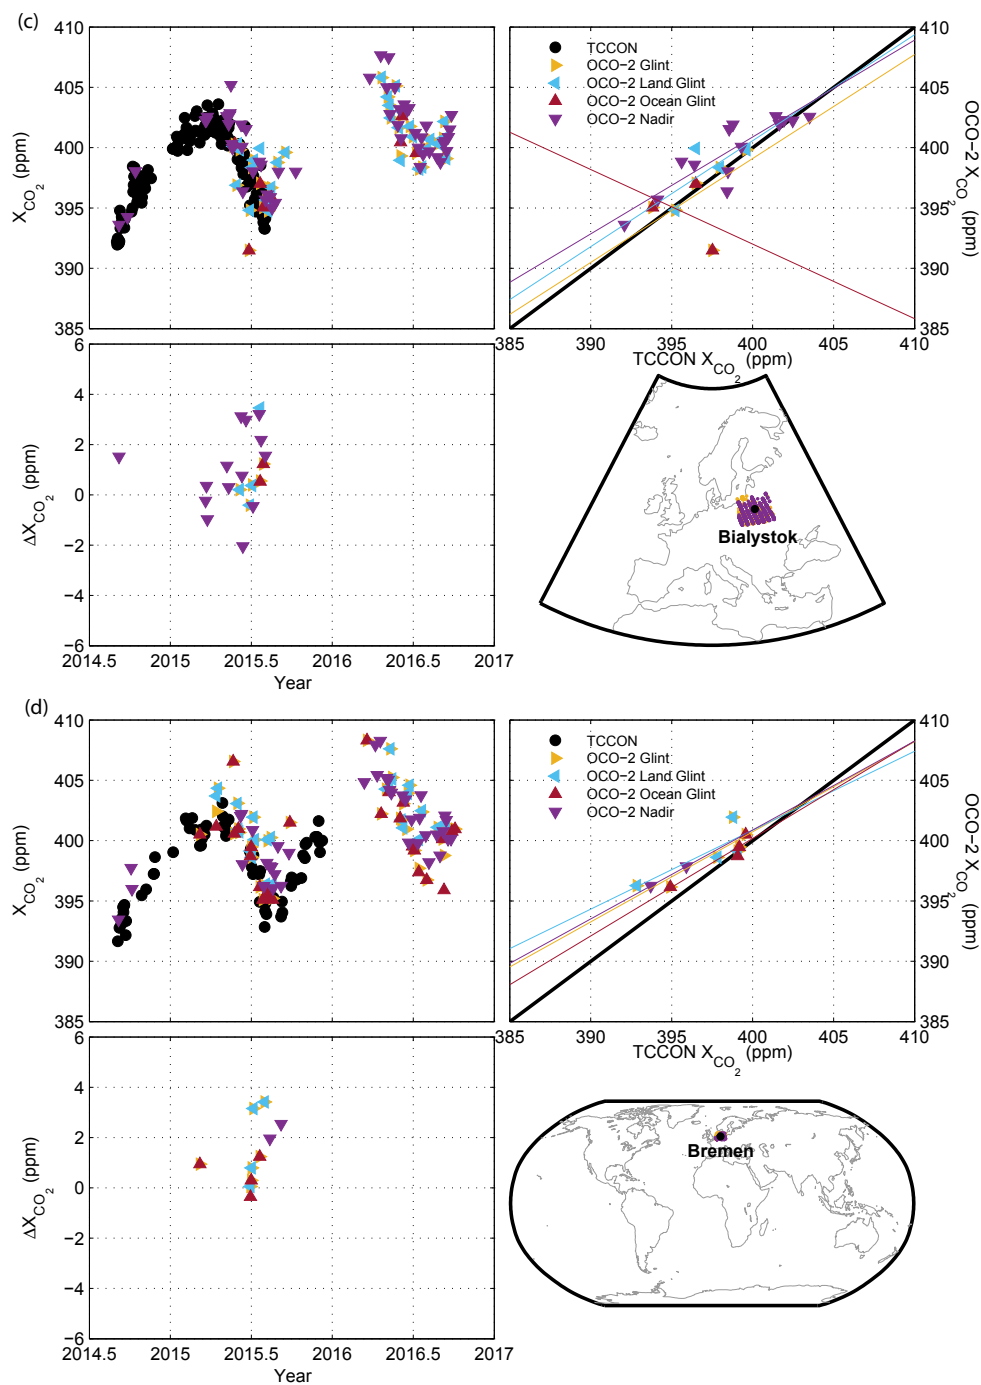 (c)
410
405
400
395
390
385
X_CO2 (ppm)
TCCON
OCO−2 Glint
OCO−2 Land Glint
OCO−2 Ocean Glint
OCO−2 Nadir
410
405
400
395
390
385
OCO−2 X_CO2 (ppm)
385 390 395 400 405 410
TCCON X_CO2 (ppm)
6
4
2
0
−2
−4
−6
ΔX_CO2 (ppm)
2014.5 2015 2015.5 2016 2016.5 2017
Year
Bialystok
(d)
410
405
400
395
390
385
X_CO2 (ppm)
TCCON
OCO−2 Glint
OCO−2 Land Glint
OCO−2 Ocean Glint
OCO−2 Nadir
410
405
400
395
390
385
OCO−2 X_CO2 (ppm)
385 390 395 400 405 410
TCCON X_CO2 (ppm)
6
4
2
0
−2
−4
−6
ΔX_CO2 (ppm)
2014.5 2015 2015.5 2016 2016.5 2017
Year
Bremen